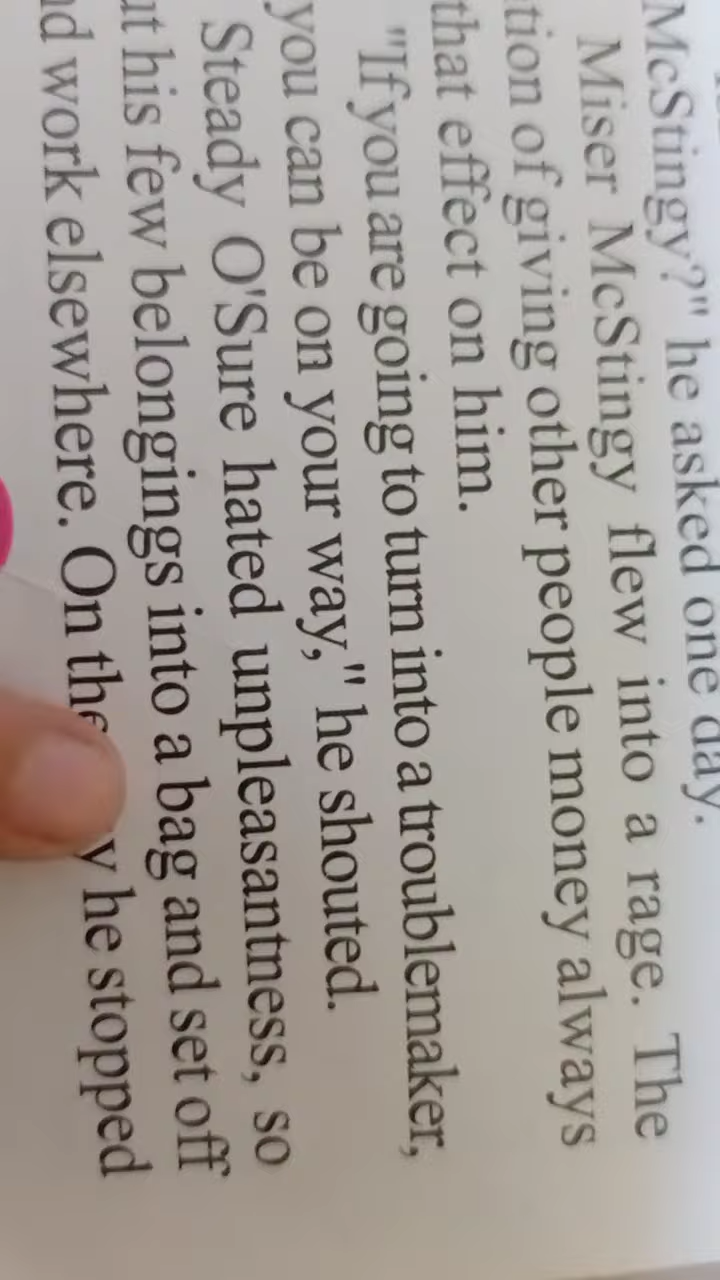 McStingy?" he asked one day.
Miser McStingy flew into a rage. The
tion of giving other people money always
that effect on him.
"If you are going to turn into a troublemaker,
you can be on your way," he shouted.
Steady O'Sure hated unpleasantness, so
his few belongings into a bag and set off
work elsewhere. On he stopped